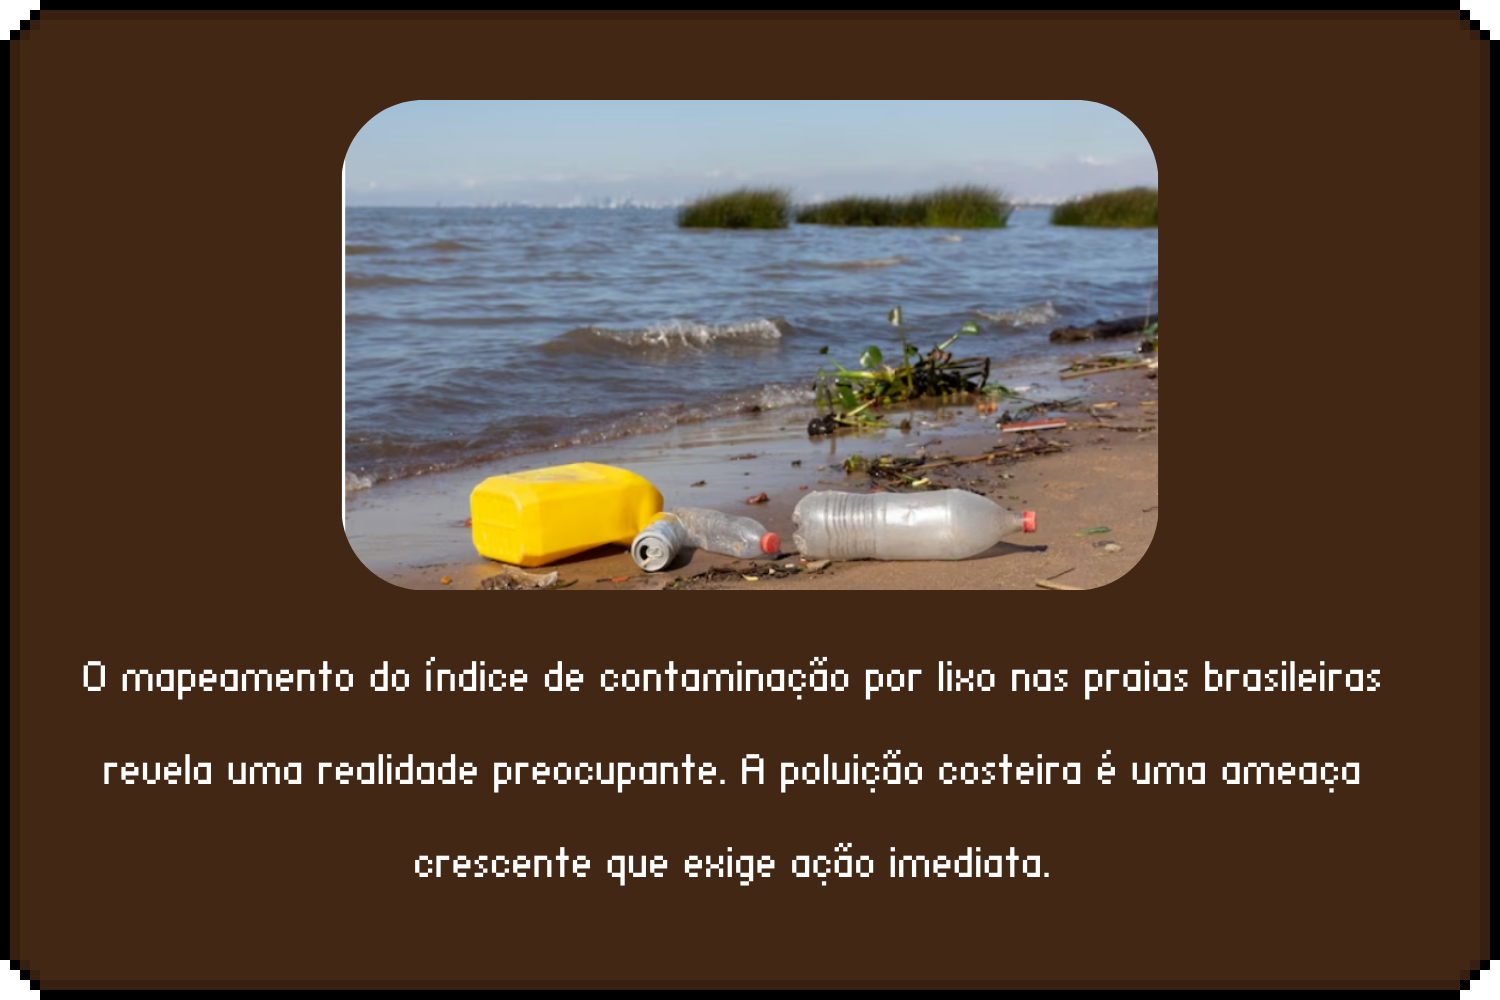 O mapeamento do índice de contaminação por lixo nas praias brasileiras
revela uma realidade preocupante. A poluição costeira é uma ameaça
crescente que exige ação imediata.